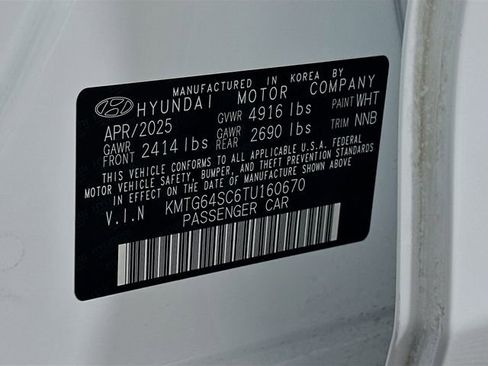 MANUFACTURED IN KOREA BY
HYUNDAI MOTOR COMPANY
APR/2025 GVWR 4916 lbs PAINT WHT
GAWR FRONT 2414 lbs GAWR REAR 2690 lbs TRIM NNB
THIS VEHICLE CONFORMS TO ALL APPLICABLE U.S.A. FEDERAL
MOTOR VEHICLE SAFETY, BUMPER, AND THEFT PREVENTION STANDARDS
IN EFFECT ON THE DATE OF MANUFACTURE SHOWN ABOVE.
V.I.N KMTG64SC6TU160670
PASSENGER CAR